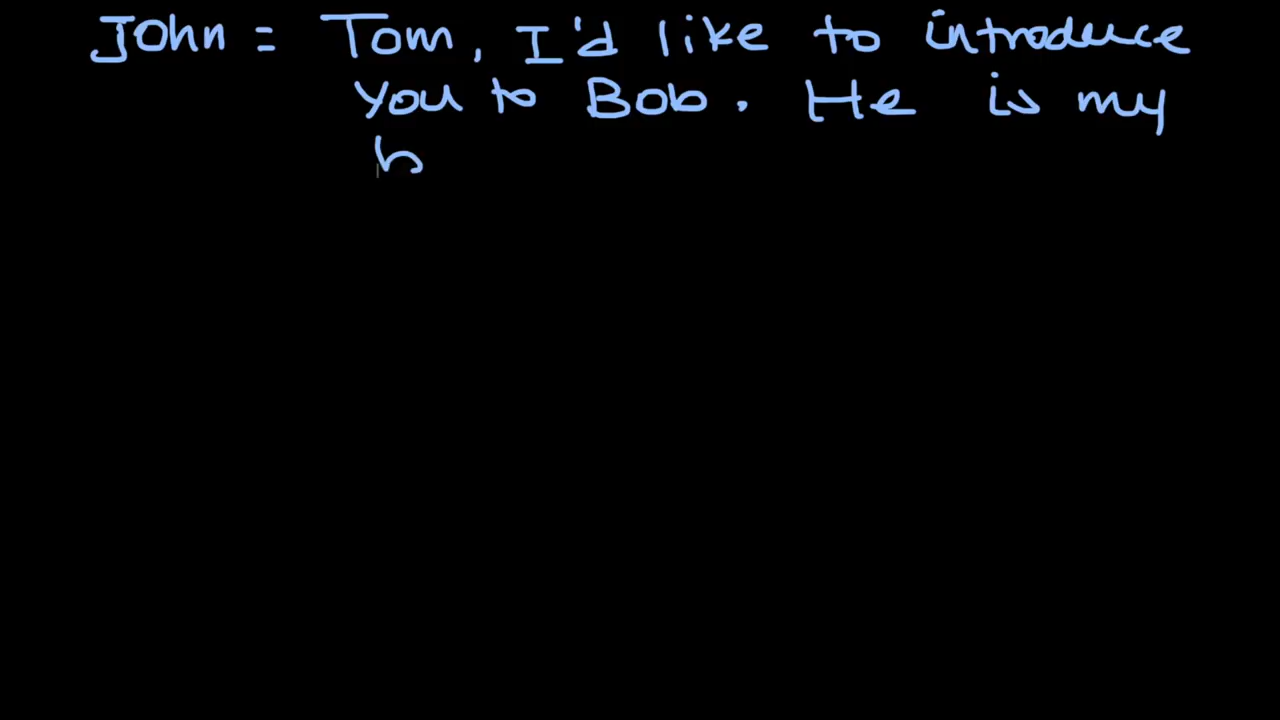 John = Tom, I'd like to introduce
you to Bob. He is my